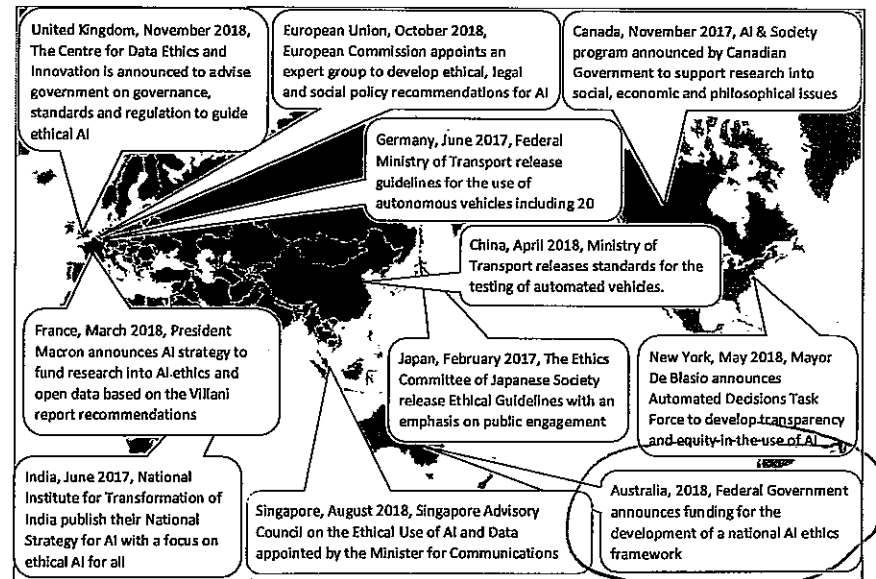 United Kingdom, November 2018,
The Centre for Data Ethics and
Innovation is announced to advise
government on governance,
standards and regulation to guide
ethical AI
European Union, October 2018,
European Commission appoints an
expert group to develop ethical, legal
and social policy recommendations for AI
Canada, November 2017, AI & Society
program announced by Canadian
Government to support research into
social, economic and philosophical issues
Germany, June 2017, Federal
Ministry of Transport release
guidelines for the use of
autonomous vehicles including 20
China, April 2018, Ministry of
Transport releases standards for the
testing of automated vehicles.
France, March 2018, President
Macron announces AI strategy to
fund research into AI ethics and
open data based on the Villani
report recommendations
Japan, February 2017, The Ethics
Committee of Japanese Society
release Ethical Guidelines with an
emphasis on public engagement
New York, May 2018, Mayor
De Blasio announces
Automated Decisions Task
Force to develop transparency
and equity in the use of AI
India, June 2017, National
Institute for Transformation of
India publish their National
Strategy for AI with a focus on
ethical AI for all
Singapore, August 2018, Singapore Advisory
Council on the Ethical Use of AI and Data
appointed by the Minister for Communications
Australia, 2018, Federal Government
announces funding for the
development of a national AI ethics
framework